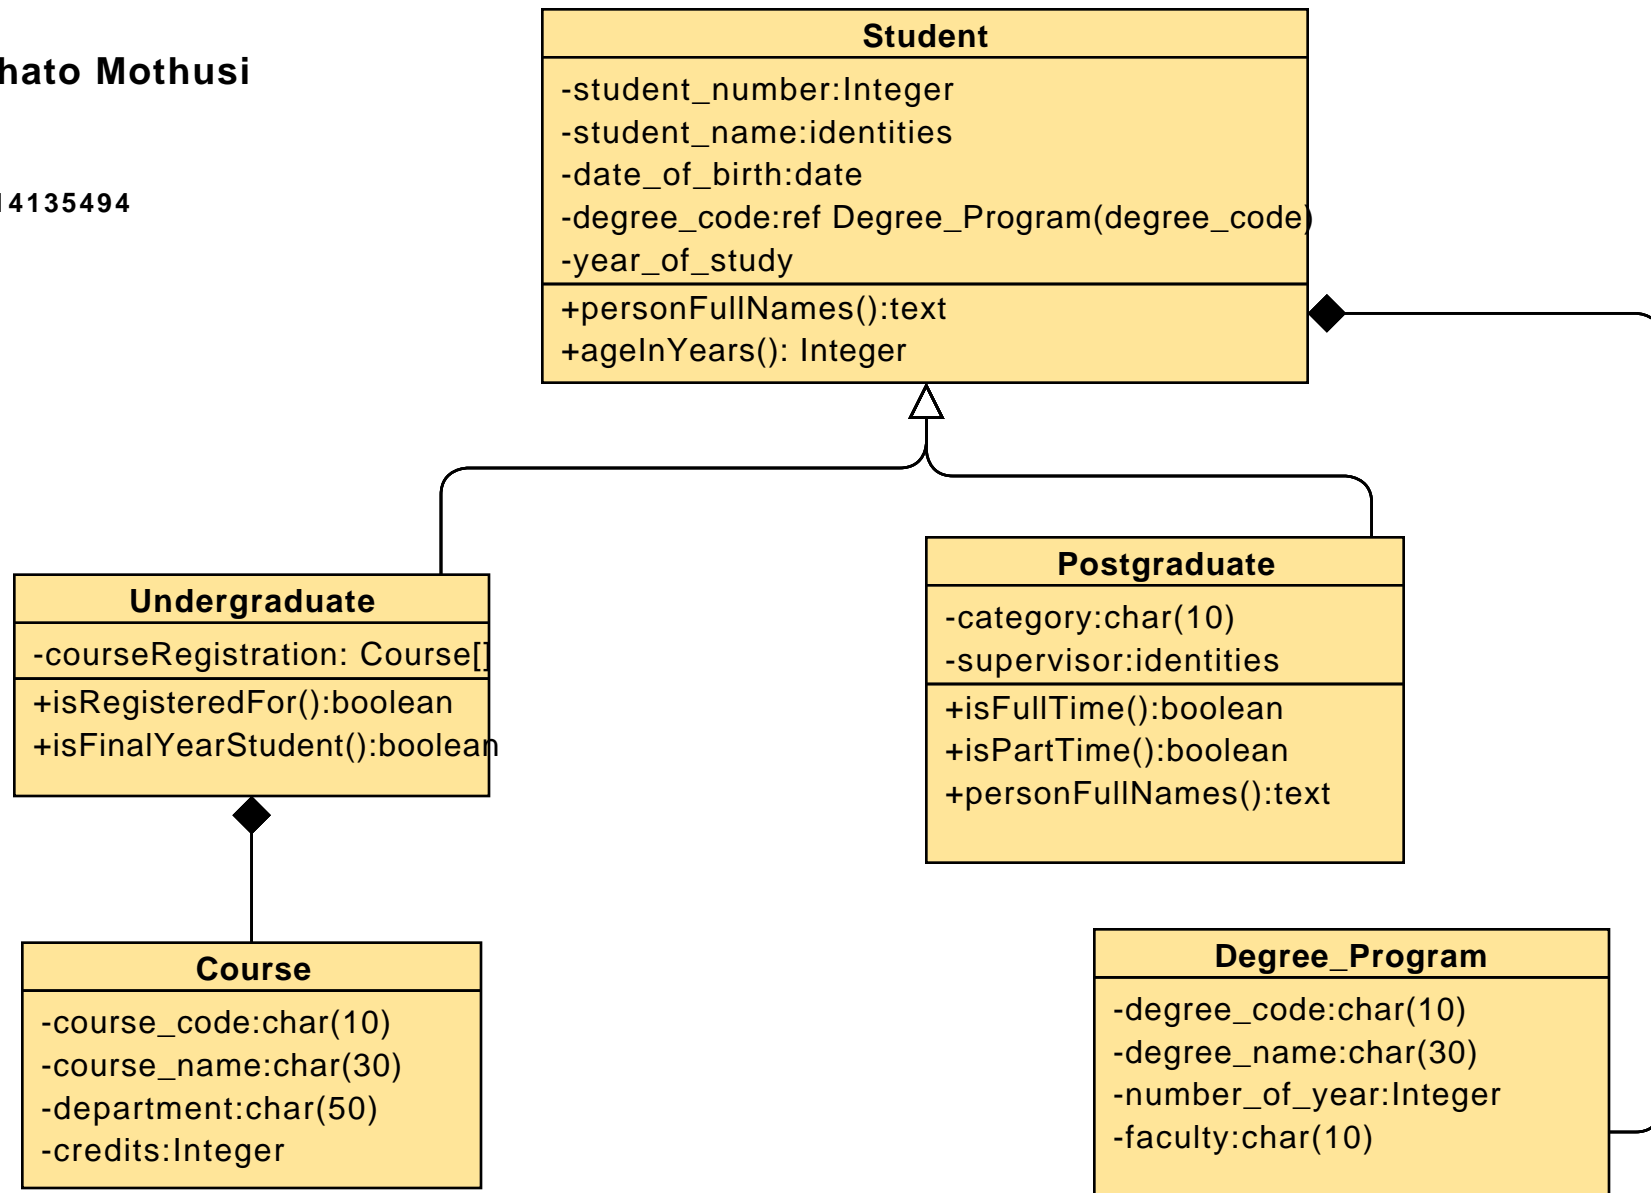 hato Mothusi
14135494
Student
-student_number:Integer
-student_name:identities
-date_of_birth:date
-degree_code:ref Degree_Program(degree_code)
-year_of_study
+personFullNames():text
+ageInYears(): Integer
Undergraduate
-courseRegistration: Course[]
+isRegisteredFor():boolean
+isFinalYearStudent():boolean
Postgraduate
-category:char(10)
-supervisor:identities
+isFullTime():boolean
+isPartTime():boolean
+personFullNames():text
Course
-course_code:char(10)
-course_name:char(30)
-department:char(50)
-credits:Integer
Degree_Program
-degree_code:char(10)
-degree_name:char(30)
-number_of_year:Integer
-faculty:char(10)